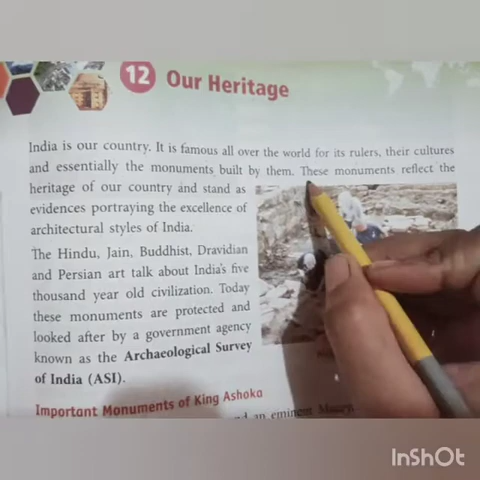 12 Our Heritage
India is our country. It is famous all over the world for its rulers, their cultures
and essentially the monuments built by them. These monuments reflect the
heritage of our country and stand as
evidences portraying the excellence of
architectural styles of India.
The Hindu, Jain, Buddhist, Dravidian
and Persian art talk about India's five
thousand year old civilization. Today
these monuments are protected and
looked after by a government agency
known as the Archaeological Survey
of India (ASI).
Important Monuments of King Ashoka
an eminent
InShOt